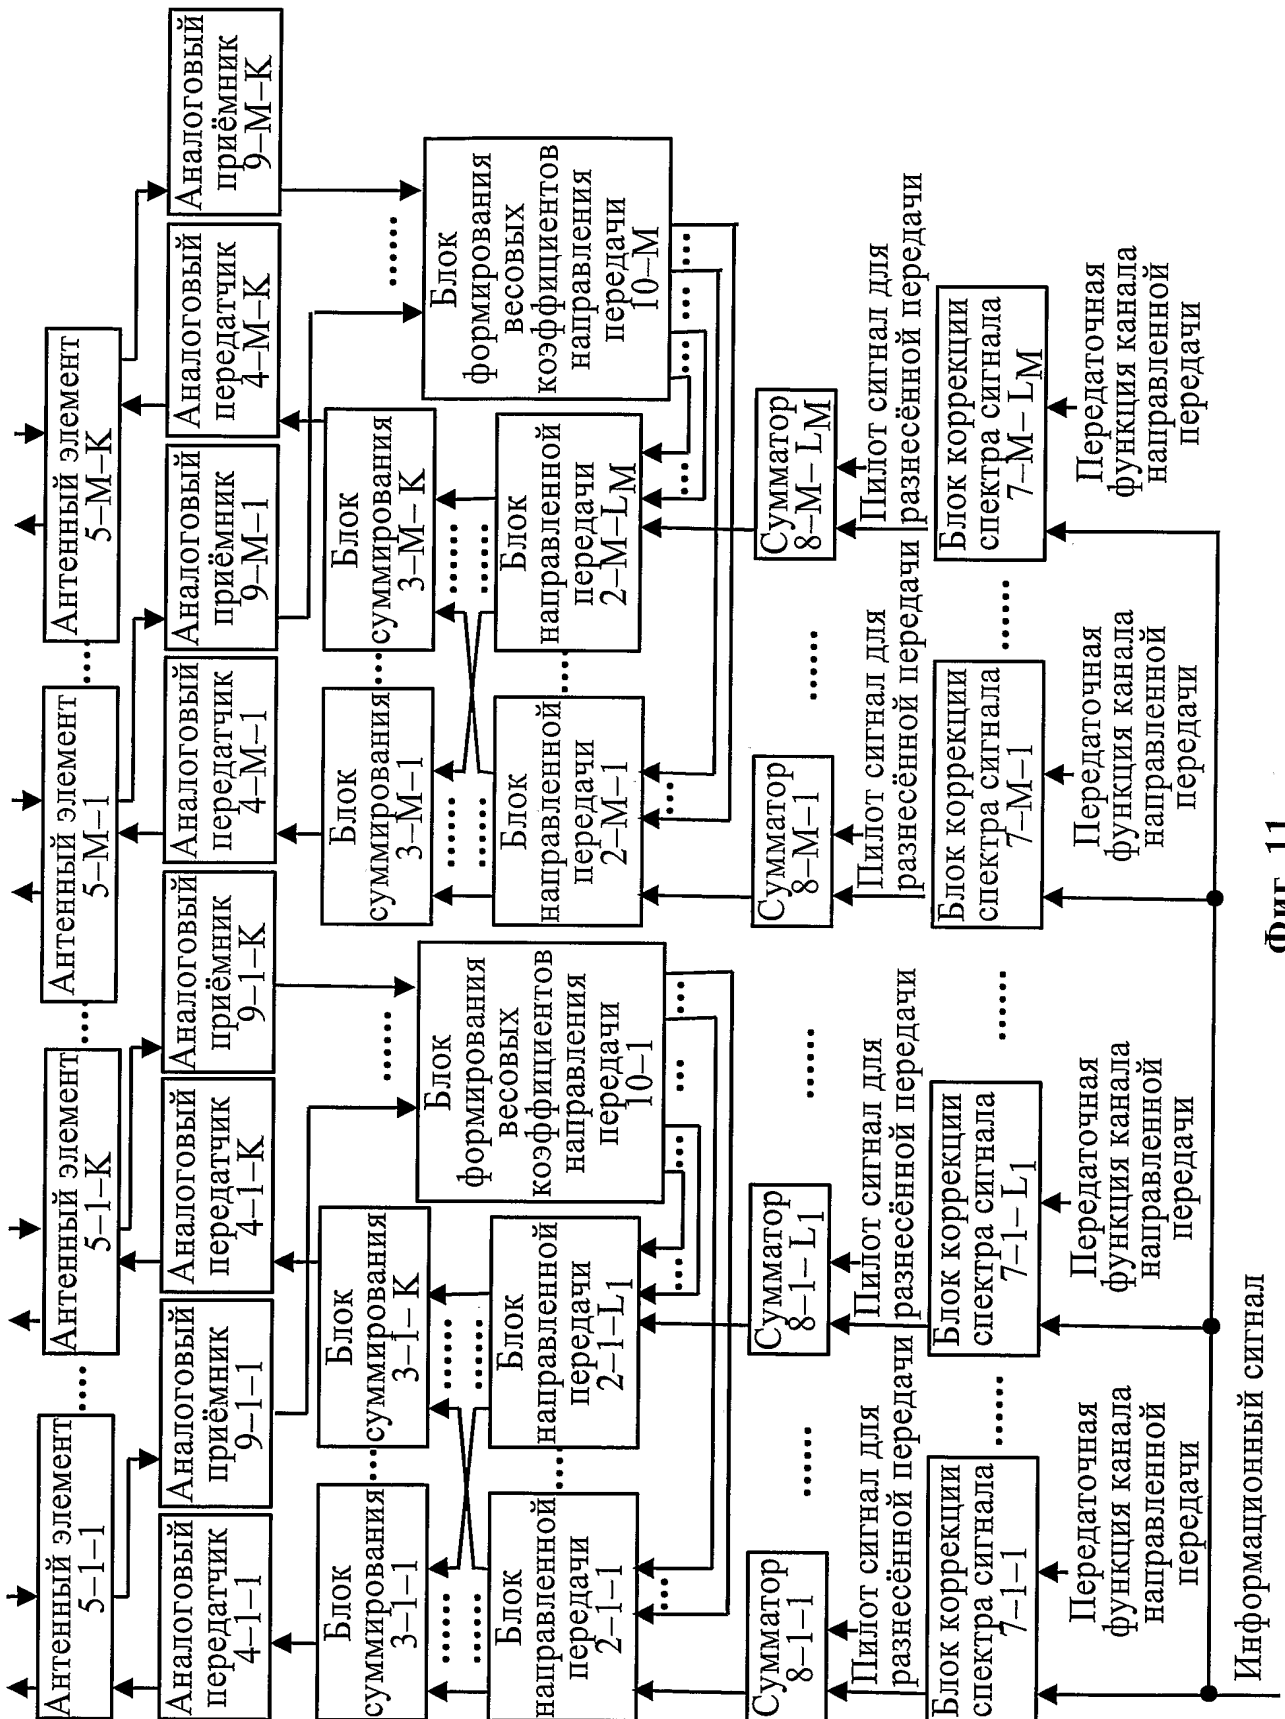 Антенный элемент
5–1–1
Антенный элемент
5–1–K
Антенный элемент
5–M–1
Антенный элемент
5–M–K
Аналоговый
передатчик
4–1–1
Аналоговый
приёмник
9–1–1
Аналоговый
передатчик
4–1–K
Аналоговый
приёмник
9–1–K
Аналоговый
передатчик
4–M–1
Аналоговый
приёмник
9–M–1
Аналоговый
передатчик
4–M–K
Аналоговый
приёмник
9–M–K
Блок
суммирования
3–1–1
Блок
суммирования
3–1–K
Блок
формирования
весовых
коэффициентов
направления
передачи
10–1
Блок
суммирования
3–M–1
Блок
суммирования
3–M–K
Блок
формирования
весовых
коэффициентов
направления
передачи
10–M
Блок
направленной
передачи
2–1–1
Блок
направленной
передачи
2–1–L1
Блок
направленной
передачи
2–M–1
Блок
направленной
передачи
2–M–LM
Сумматор
8–1–1
Сумматор
8–1–L1
Сумматор
8–M–1
Сумматор
8–M–LM
Пилот сигнал для
разнесённой передачи
Пилот сигнал для
разнесённой передачи
Пилот сигнал для
разнесённой передачи
Пилот сигнал для
разнесённой передачи
Блок коррекции
спектра сигнала
7–1–1
Блок коррекции
спектра сигнала
7–1–L1
Блок коррекции
спектра сигнала
7–M–1
Блок коррекции
спектра сигнала
7–M–LM
Передаточная
функция канала
направленной
передачи
Передаточная
функция канала
направленной
передачи
Передаточная
функция канала
направленной
передачи
Передаточная
функция канала
направленной
передачи
Информационный сигнал
Фиг. 11